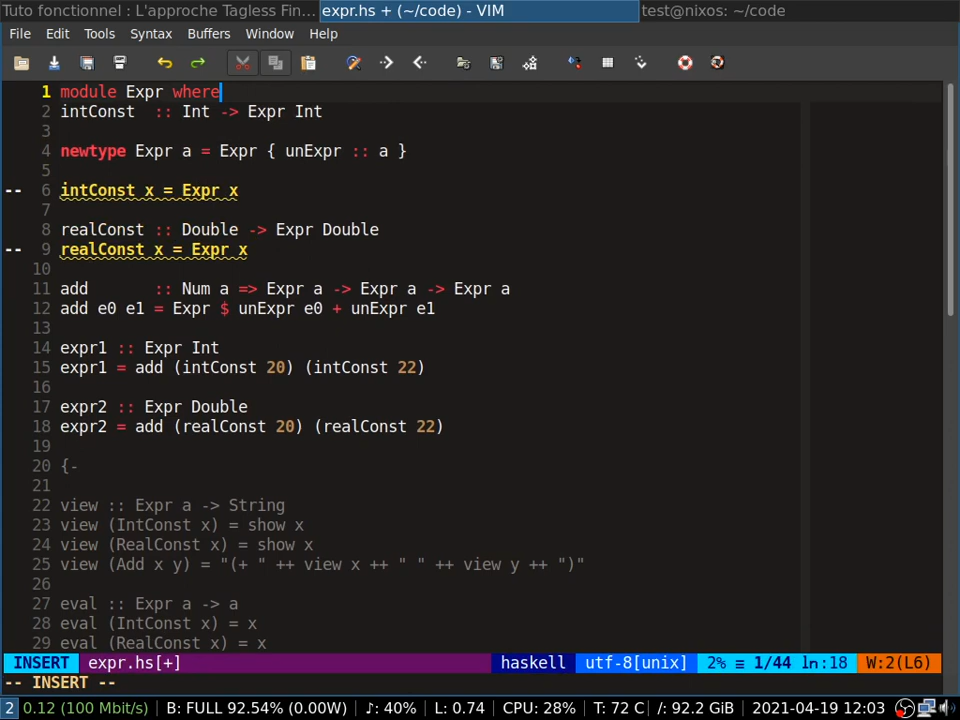 Tuto fonctionnel : L'approche Tagless Fin... expr.hs + (~/code) - VIM test@nixos: ~/code
File Edit Tools Syntax Buffers Window Help
1 module Expr where
2 intConst  :: Int -> Expr Int
3
4 newtype Expr a = Expr { unExpr :: a }
5
-- 6 intConst x = Expr x
7
8 realConst :: Double -> Expr Double
-- 9 realConst x = Expr x
10
11 add       :: Num a => Expr a -> Expr a -> Expr a
12 add e0 e1 = Expr $ unExpr e0 + unExpr e1
13
14 expr1 :: Expr Int
15 expr1 = add (intConst 20) (intConst 22)
16
17 expr2 :: Expr Double
18 expr2 = add (realConst 20) (realConst 22)
19
20 {-
21
22 view :: Expr a -> String
23 view (IntConst x) = show x
24 view (RealConst x) = show x
25 view (Add x y) = "(+ " ++ view x ++ " " ++ view y ++ ")"
26
27 eval :: Expr a -> a
28 eval (IntConst x) = x
29 eval (RealConst x) = x
INSERT expr.hs[+] haskell utf-8[unix] 2% ≡ 1/44 ln:18 W:2(L6)
-- INSERT --
2 0.12 (100 Mbit/s) B: FULL 92.54% (0.00W) ♪: 40% L: 0.74 CPU: 28% T: 72 C /: 92.2 GiB 2021-04-19 12:03